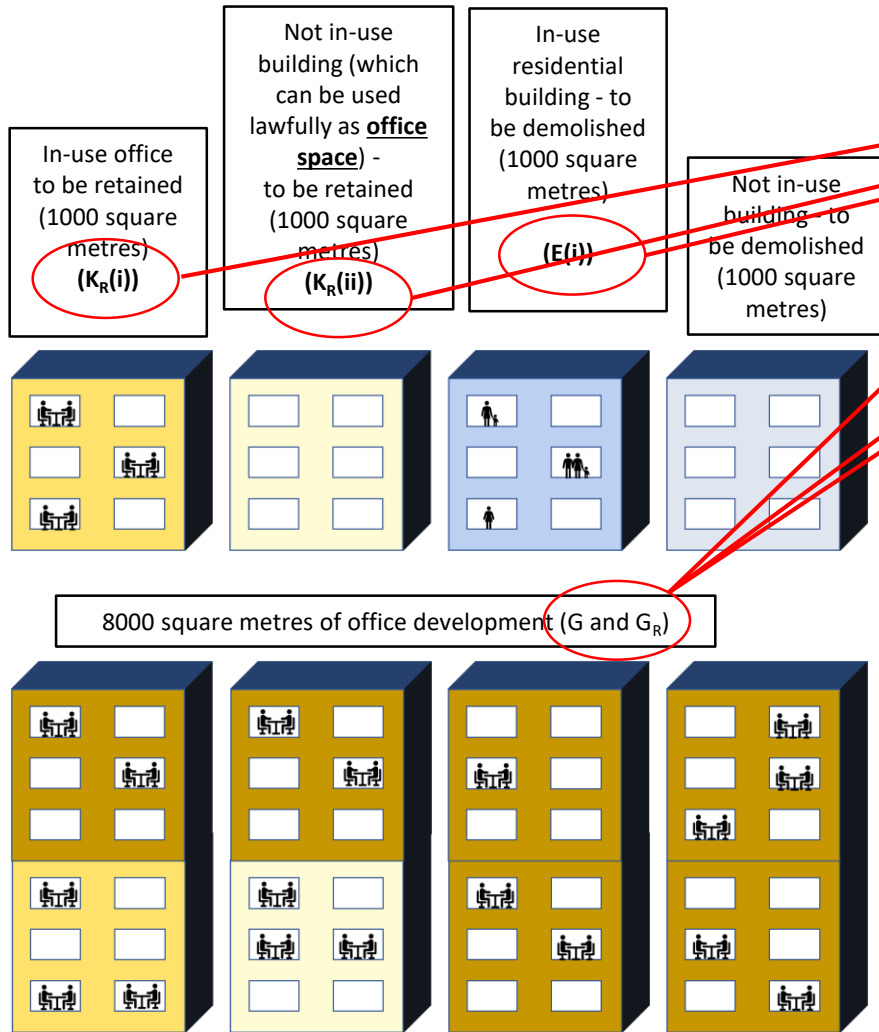 In-use office
to be retained
(1000 square
metres)
(KR(i))
Not in-use
building (which
can be used
lawfully as office
space) -
to be retained
(1000 square
metres)
(KR(ii))
In-use
residential
building - to
be demolished
(1000 square
metres)
(E(i))
Not in-use
building - to
be demolished
(1000 square
metres)
8000 square metres of office development (G and GR)